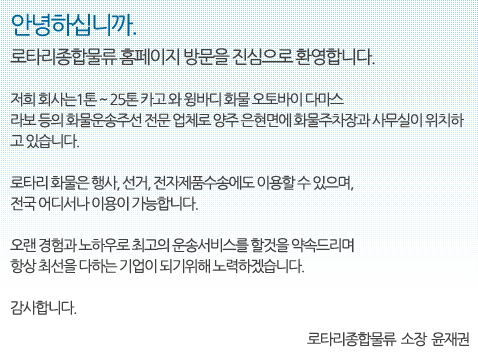 안녕하십니까.
로타리종합물류 홈페이지 방문을 진심으로 환영합니다.
저희 회사는1톤 ~ 25톤 카고 와 윙바디 화물 오토바이 다마스
라보 등의 화물운송주선 전문 업체로 양주 은현면에 화물주차장과 사무실이 위치하
고 있습니다.
로타리 화물은 행사, 선거, 전자제품수송에도 이용할 수 있으며,
전국 어디서나 이용이 가능합니다.
오랜 경험과 노하우로 최고의 운송서비스를 할것을 약속드리며
항상 최선을 다하는 기업이 되기위해 노력하겠습니다.
감사합니다.
로타리종합물류 소장 윤재권